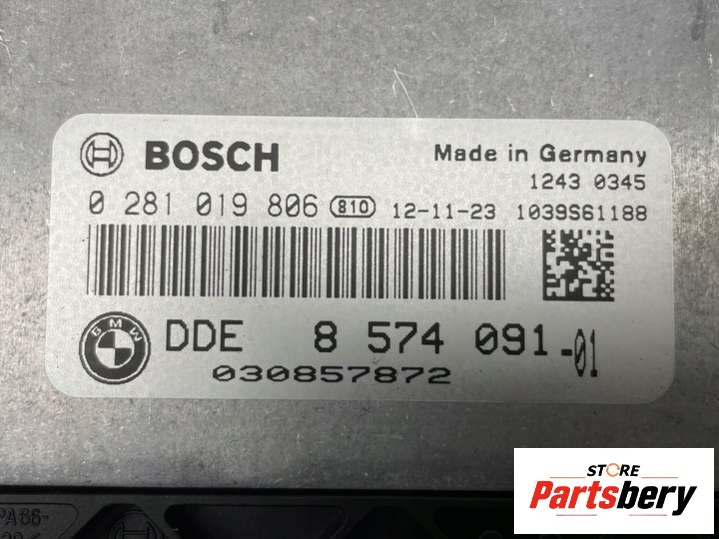 BOSCH Made in Germany
1243 0345
0 281 019 806 810 12-11-23 1039S61188
BMW DDE 8 574 091-01
030857872
STORE
Partsbery